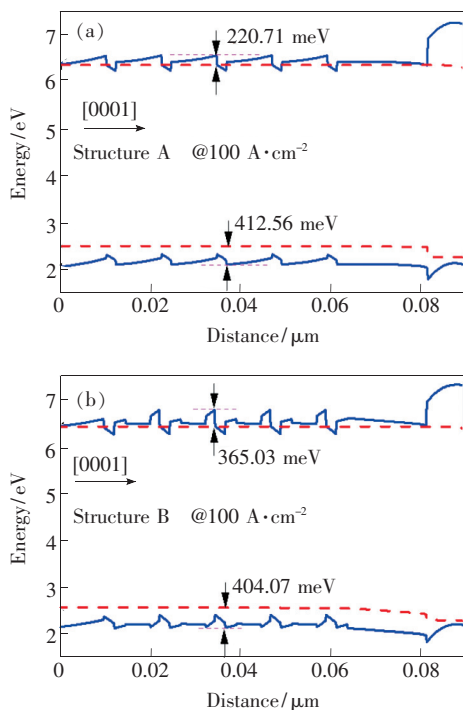 (a)
220.71 meV
7
6
5
3
2
[0001]
Structure A @100 A·cm⁻²
412.56 meV
Energy/eV
0 0.02 0.04 0.06 0.08
Distance/μm
(b)
7
6
5
3
2
365.03 meV
[0001]
Structure B @100 A·cm⁻²
404.07 meV
Energy/eV
0 0.02 0.04 0.06 0.08
Distance/μm